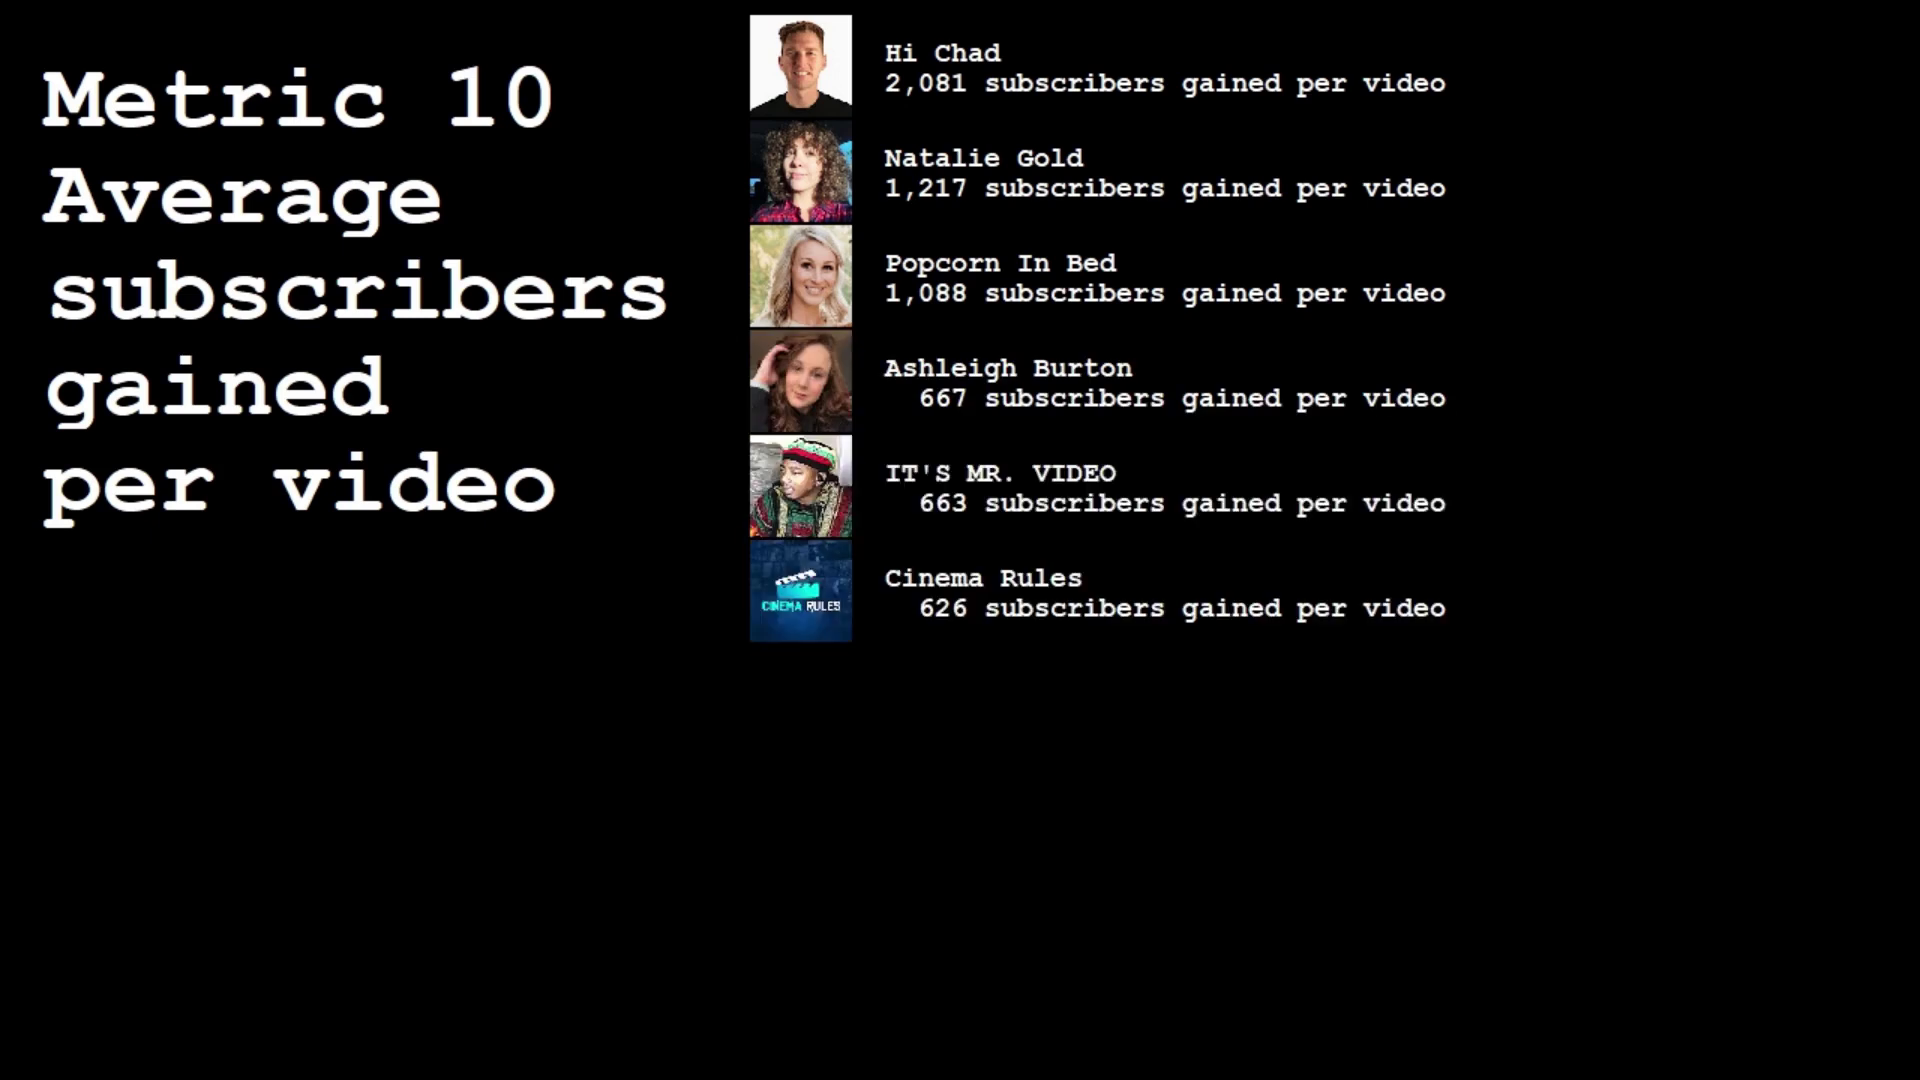 Metric 10
Average
subscribers
gained
per video
Hi Chad
2,081 subscribers gained per video
Natalie Gold
1,217 subscribers gained per video
Popcorn In Bed
1,088 subscribers gained per video
Ashleigh Burton
667 subscribers gained per video
IT'S MR. VIDEO
663 subscribers gained per video
CINEMA RULES
Cinema Rules
626 subscribers gained per video